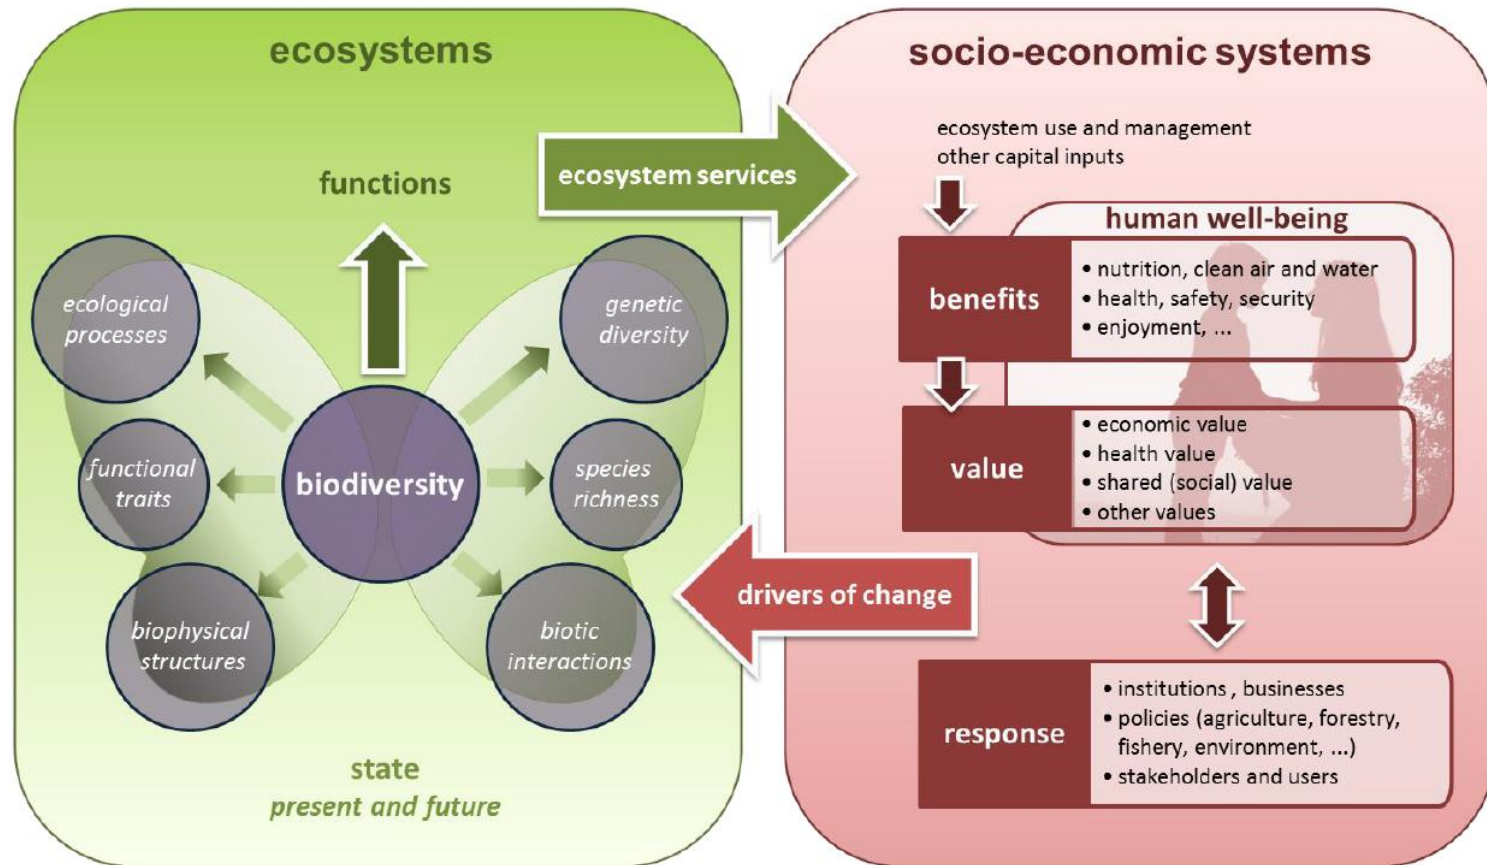 ecosystems
functions
ecosystem services
ecological
processes
genetic
diversity
functional
traits
biodiversity
species
richness
biophysical
structures
biotic
interactions
state
present and future
drivers of change
socio-economic systems
ecosystem use and management
other capital inputs
human well-being
benefits
• nutrition, clean air and water
• health, safety, security
• enjoyment, ...
value
• economic value
• health value
• shared (social) value
• other values
response
• institutions , businesses
• policies (agriculture, forestry,
fishery, environment, ...)
• stakeholders and users